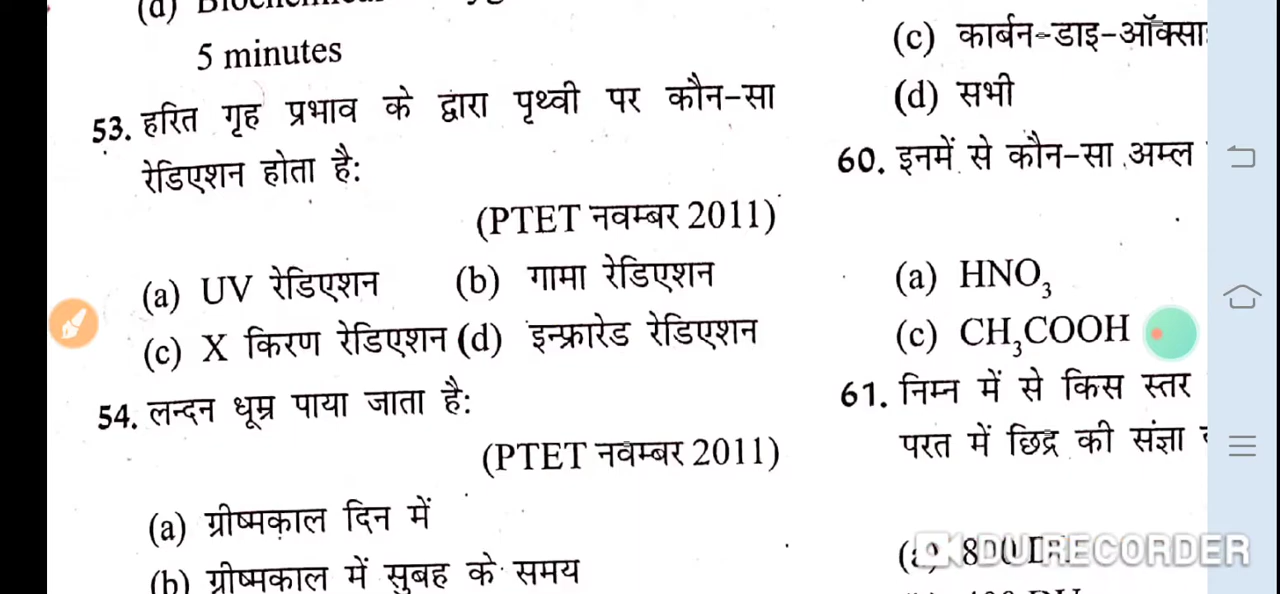 5 minutes
53. हरित गृह प्रभाव के द्वारा पृथ्वी पर कौन-सा
रेडिएशन होता है:
(PTET नवम्बर 2011)
(a) UV रेडिएशन (b) गामा रेडिएशन
(c) X किरण रेडिएशन (d) इन्फ्रारेड रेडिएशन
54. लन्दन धूम्र पाया जाता है:
(PTET नवम्बर 2011)
(a) ग्रीष्मकाल दिन में
(b) ग्रीष्मकाल में सुबह के समय
(c) कार्बन-डाइ-ऑक्सा
(d) सभी
60. इनमें से कौन-सा अम्ल
(a) HNO₃
(c) CH₃COOH
61. निम्न में से किस स्तर
परत में छिद्र की संज्ञा
DU RECORDER